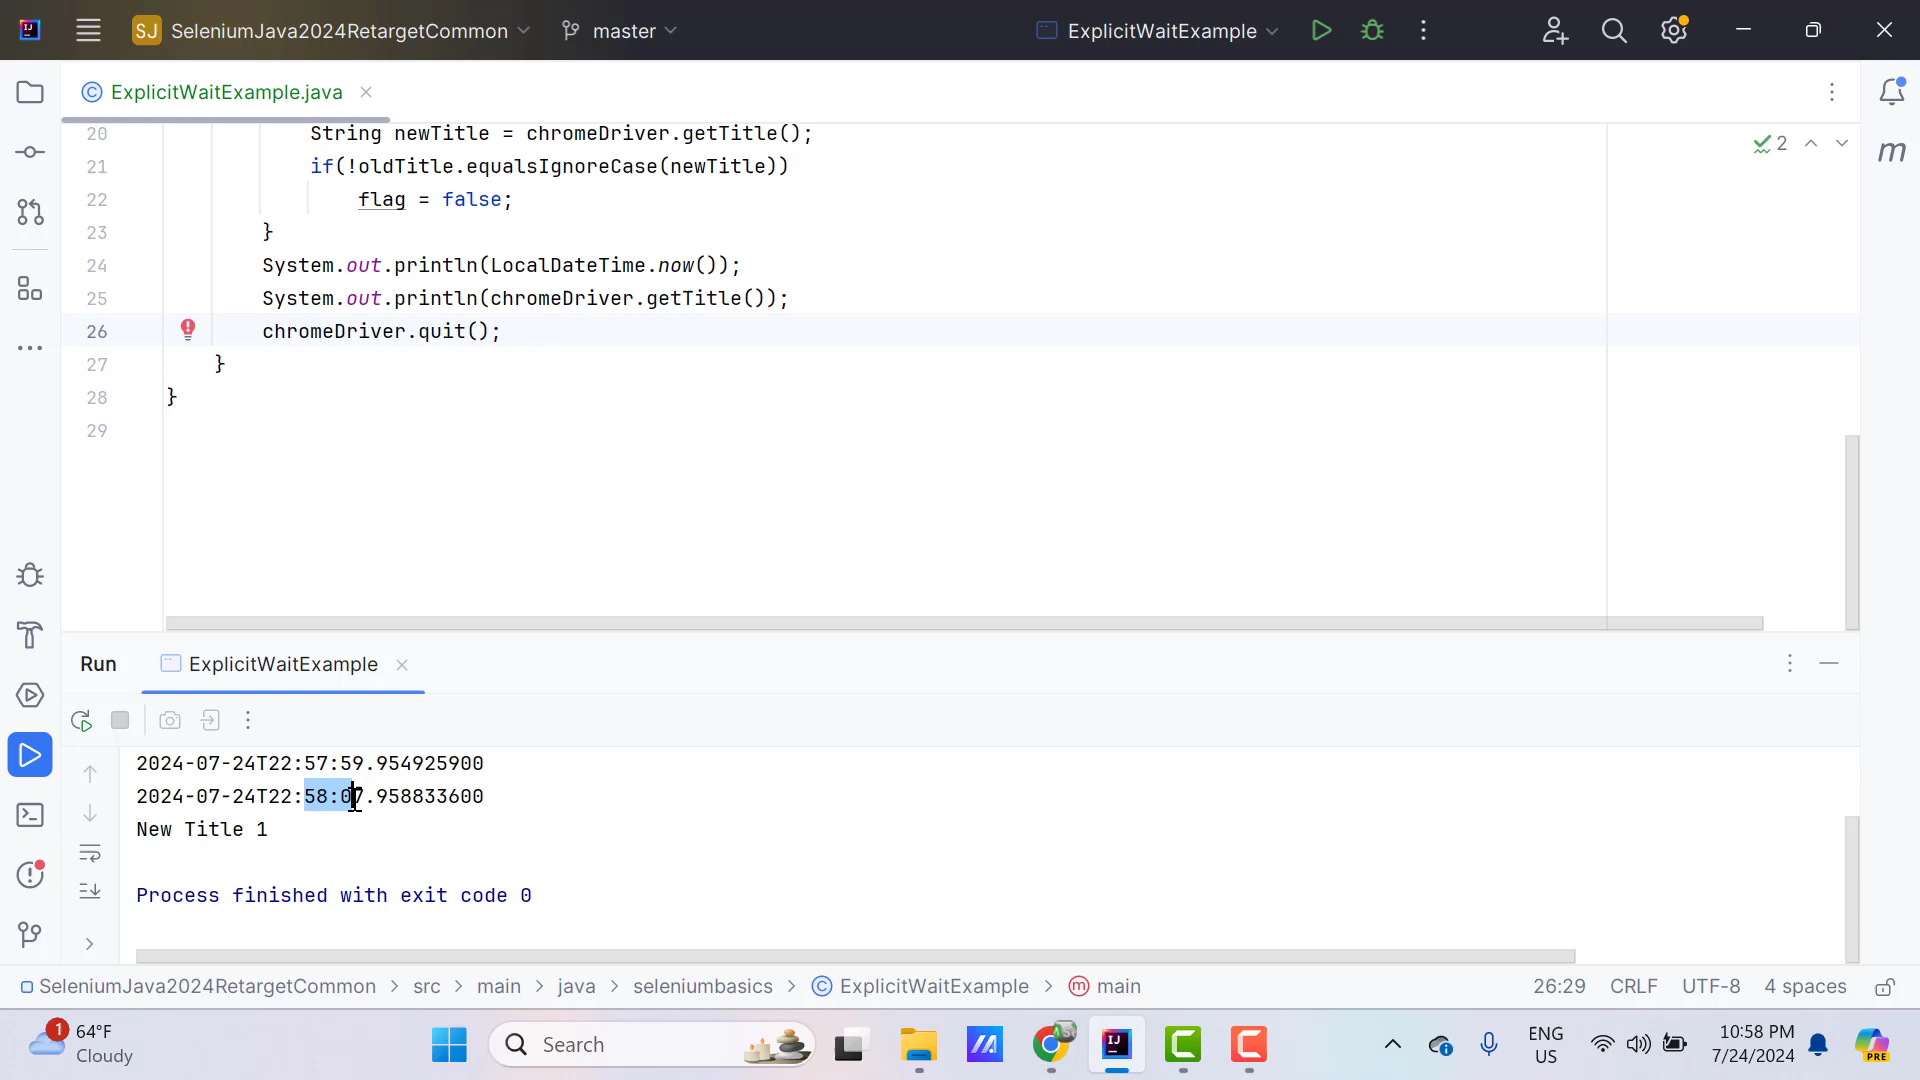 SJ SeleniumJava2024RetargetCommon master ExplicitWaitExample
ExplicitWaitExample.java
2
20 String newTitle = chromeDriver.getTitle();
21 if(!oldTitle.equalsIgnoreCase(newTitle))
22 flag = false;
23 }
24 System.out.println(LocalDateTime.now());
25 System.out.println(chromeDriver.getTitle());
26 chromeDriver.quit();
27 }
28 }
29
Run ExplicitWaitExample
2024-07-24T22:57:59.954925900
2024-07-24T22:58:07.958833600
New Title 1
Process finished with exit code 0
SeleniumJava2024RetargetCommon > src > main > java > seleniumbasics > ExplicitWaitExample > main 26:29 CRLF UTF-8 4 spaces
1 64°F
Cloudy
Search
ENG
US
10:58 PM
7/24/2024
PRE